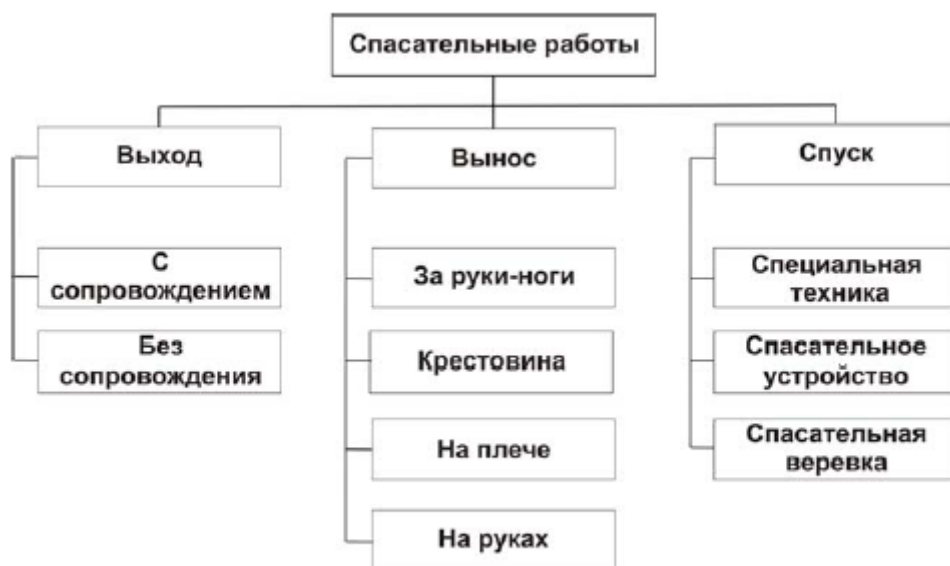 Спасательные работы
Выход
С
сопровождением
Без
сопровождения
Вынос
За руки-ноги
Крестовина
На плече
На руках
Спуск
Специальная
техника
Спасательное
устройство
Спасательная
веревка